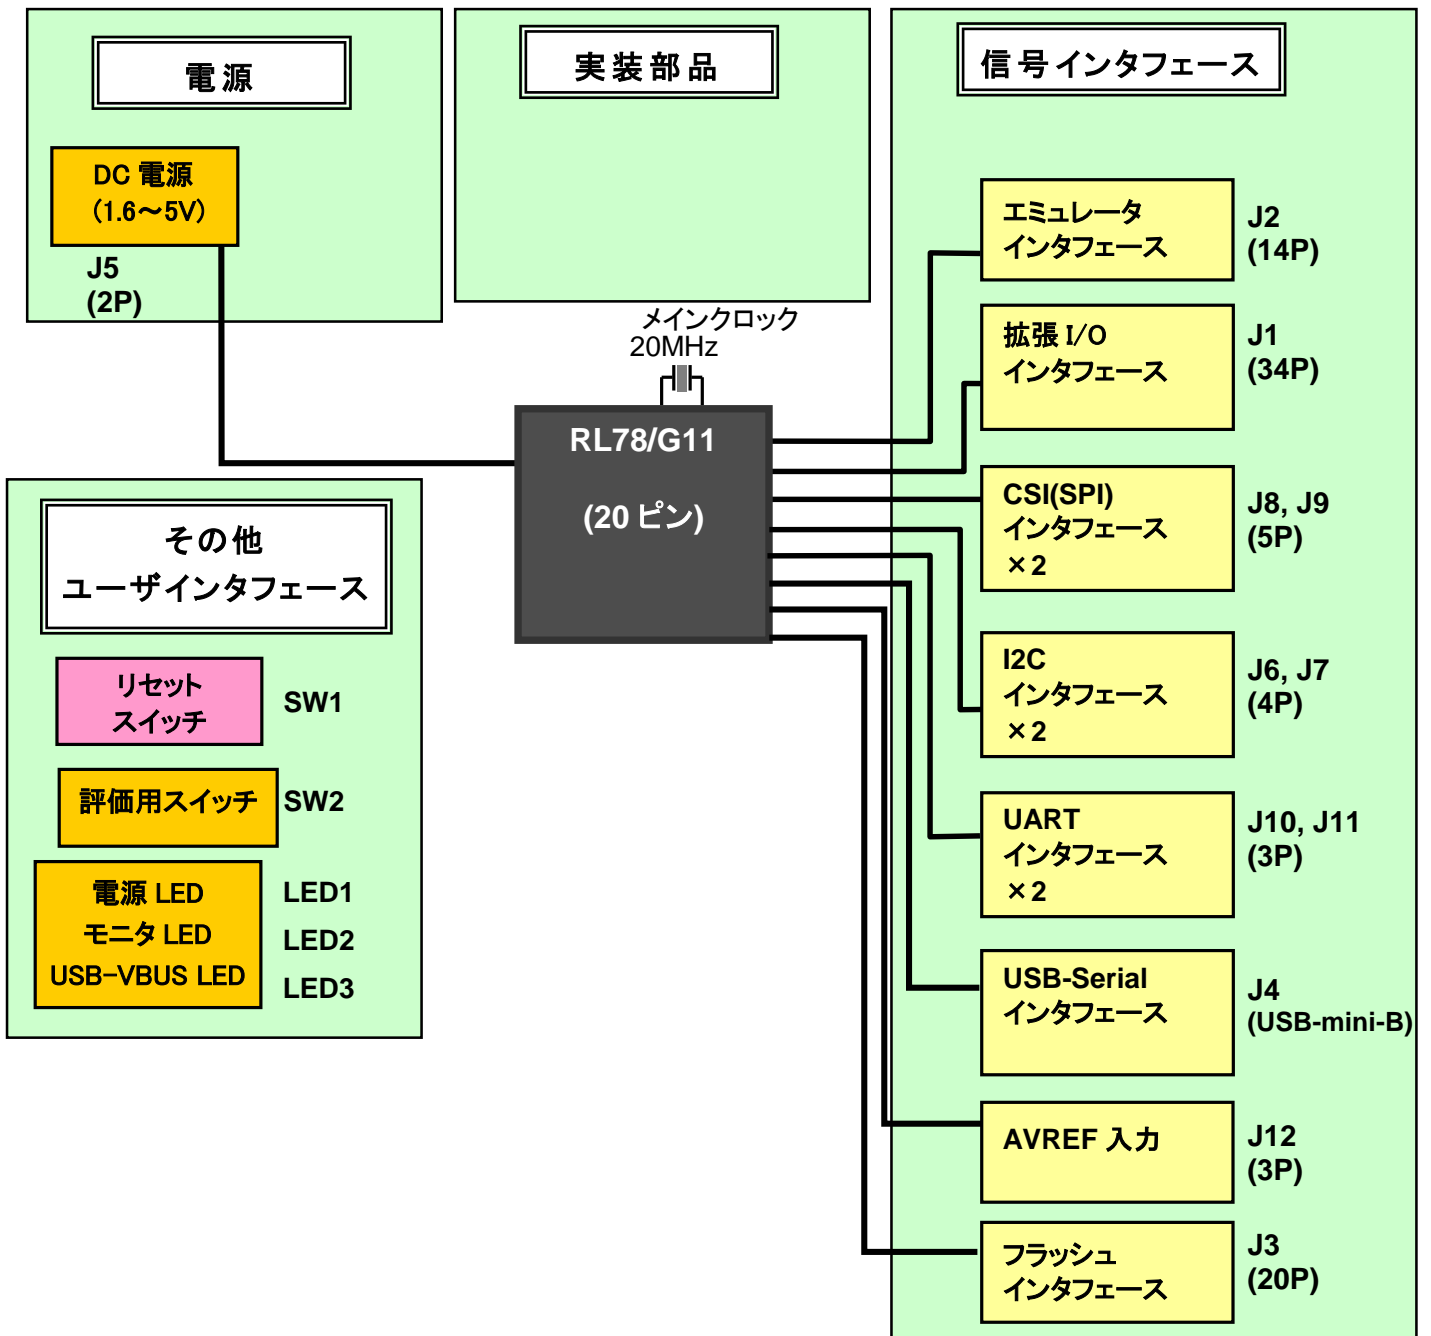 電源
DC 電源
(1.6～5V)
J5
(2P)
実装部品
メインクロック
20MHz
RL78/G11
(20 ピン)
その他
ユーザインタフェース
リセット
スイッチ
SW1
評価用スイッチ
SW2
電源 LED
モニタ LED
USB-VBUS LED
LED1
LED2
LED3
信号インタフェース
エミュレータ
インタフェース
J2
(14P)
拡張 I/O
インタフェース
J1
(34P)
CSI(SPI)
インタフェース
×2
J8, J9
(5P)
I2C
インタフェース
×2
J6, J7
(4P)
UART
インタフェース
×2
J10, J11
(3P)
USB-Serial
インタフェース
J4
(USB-mini-B)
AVREF 入力
J12
(3P)
フラッシュ
インタフェース
J3
(20P)